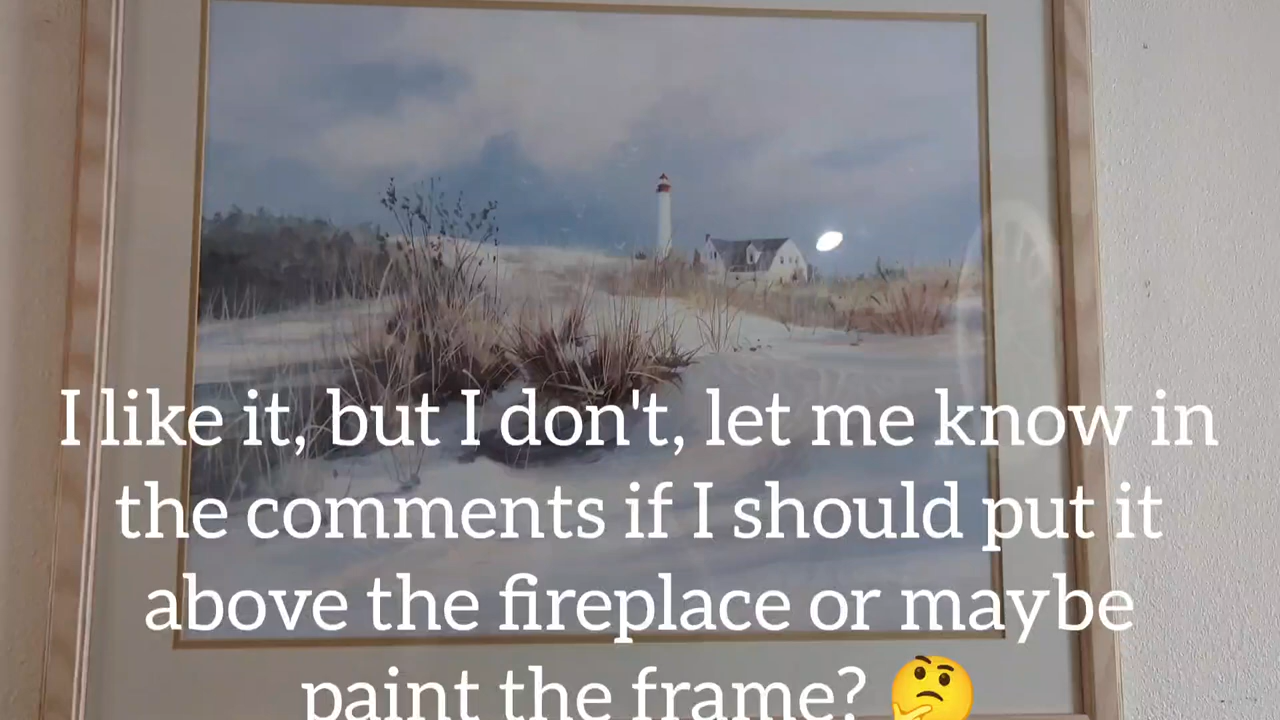 I like it, but I don't, let me know in
the comments if I should put it
above the fireplace or maybe
paint the frame? 🤔